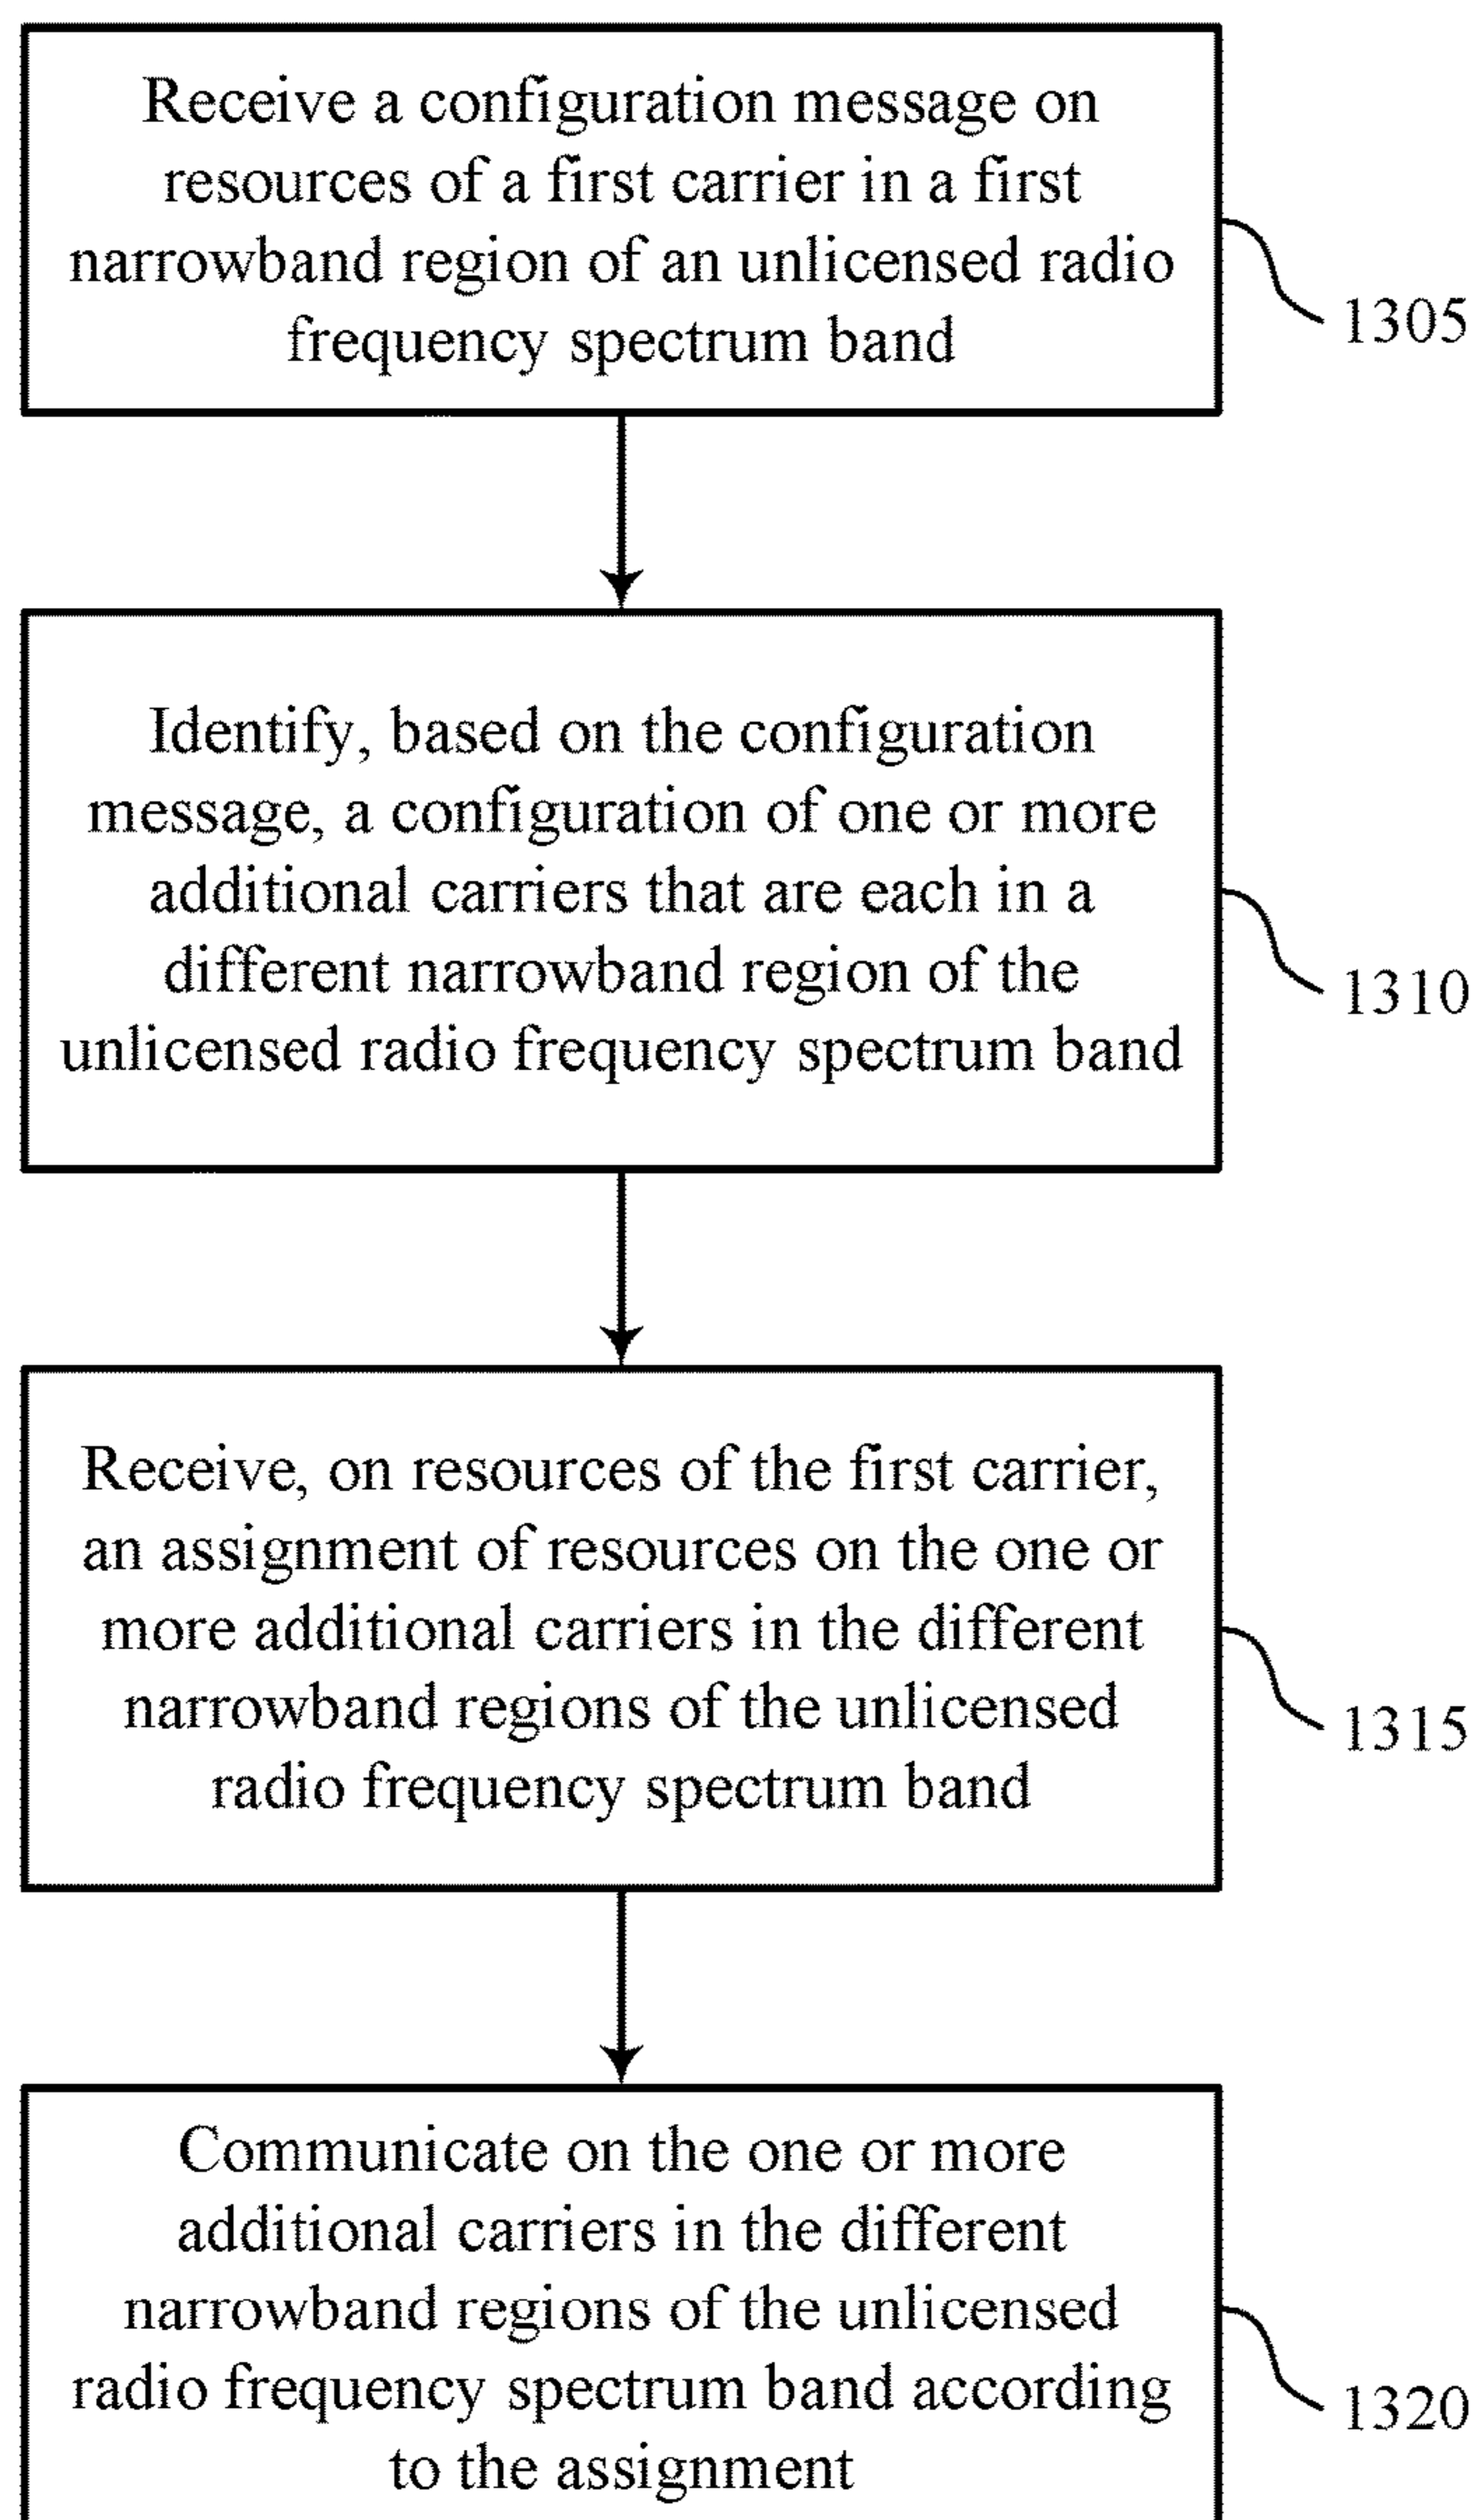 Receive a configuration message on
resources of a first carrier in a first
narrowband region of an unlicensed radio
frequency spectrum band
1305
Identify, based on the configuration
message, a configuration of one or more
additional carriers that are each in a
different narrowband region of the
unlicensed radio frequency spectrum band
1310
Receive, on resources of the first carrier,
an assignment of resources on the one or
more additional carriers in the different
narrowband regions of the unlicensed
radio frequency spectrum band
1315
Communicate on the one or more
additional carriers in the different
narrowband regions of the unlicensed
radio frequency spectrum band according
to the assignment
1320